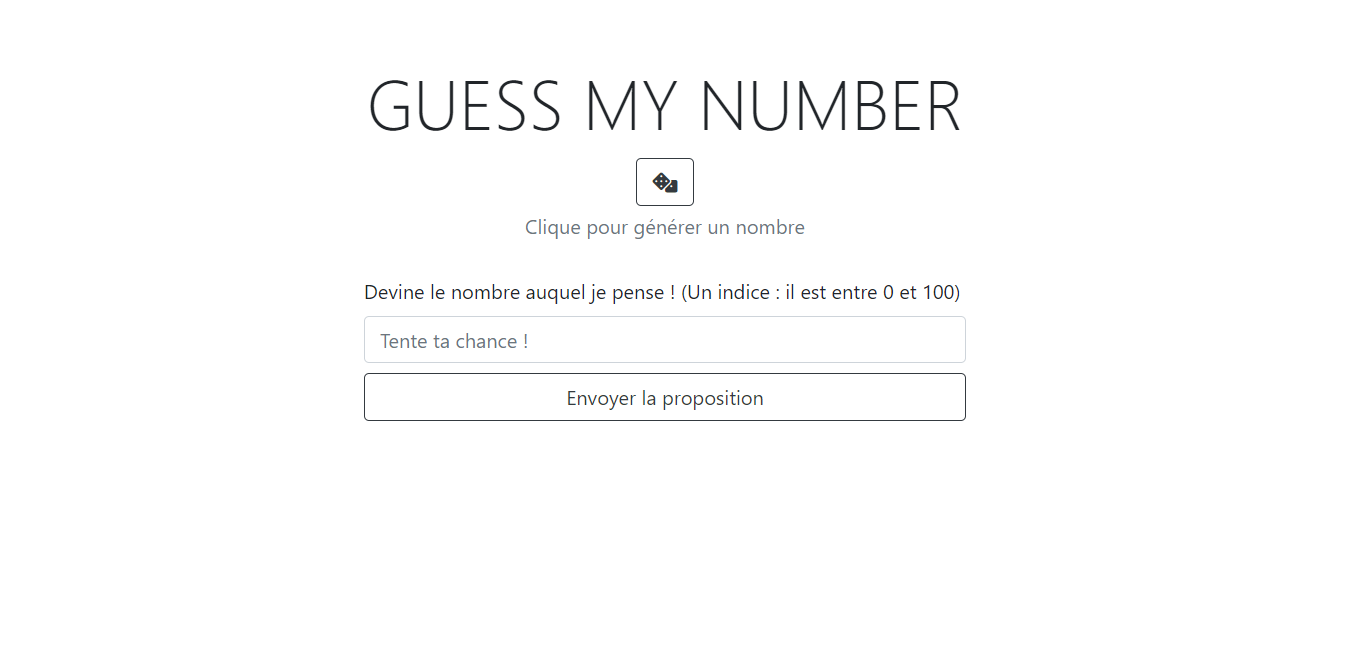 GUESS MY NUMBER
Clique pour générer un nombre
Devine le nombre auquel je pense ! (Un indice : il est entre 0 et 100)
Tente ta chance !
Envoyer la proposition